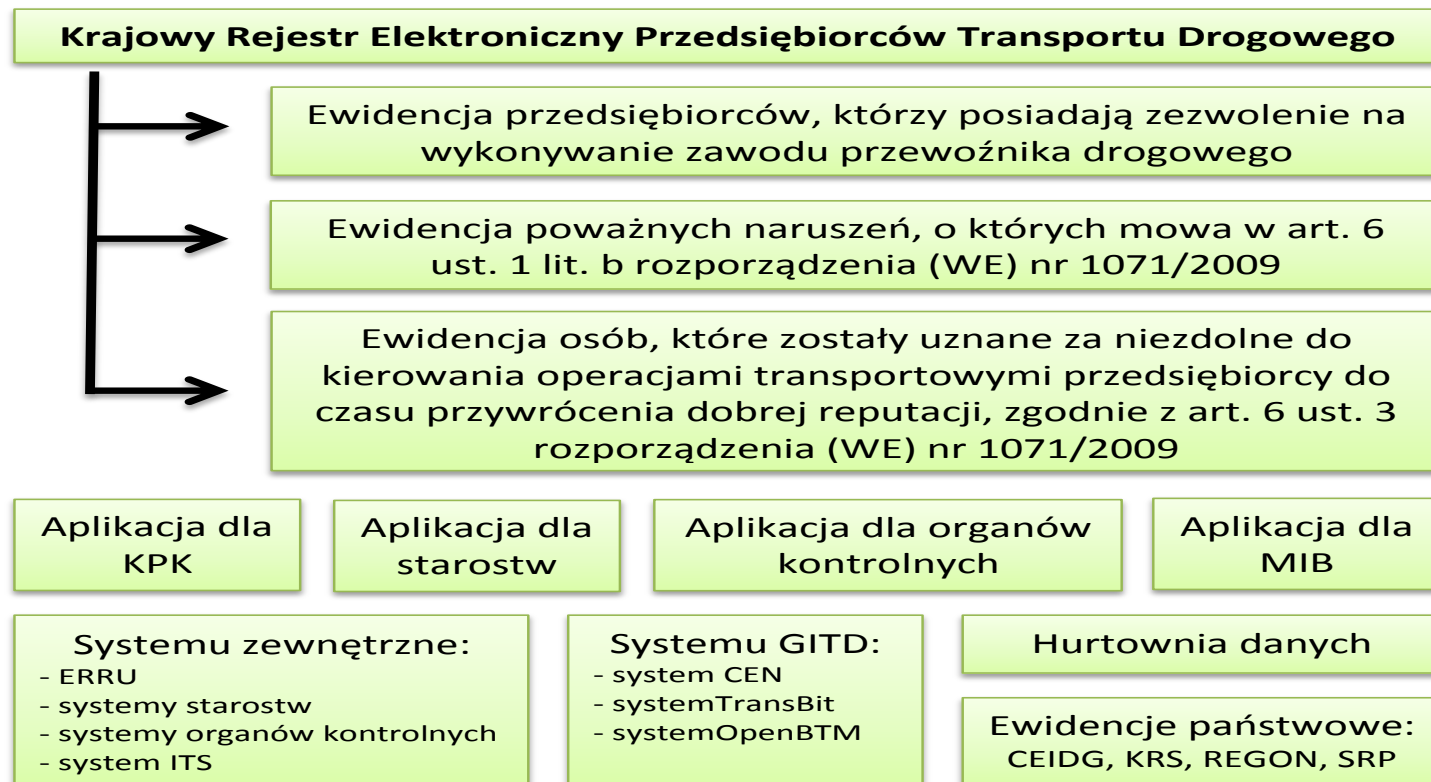 Krajowy Rejestr Elektroniczny Przedsiębiorców Transportu Drogowego
Ewidencja przedsiębiorców, którzy posiadają zezwolenie na
wykonywanie zawodu przewoźnika drogowego
Ewidencja poważnych naruszeń, o których mowa w art. 6
ust. 1 lit. b rozporządzenia (WE) nr 1071/2009
Ewidencja osób, które zostały uznane za niezdolne do
kierowania operacjami transportowymi przedsiębiorcy do
czasu przywrócenia dobrej reputacji, zgodnie z art. 6 ust. 3
rozporządzenia (WE) nr 1071/2009
Aplikacja dla
KPK
Aplikacja dla
starostw
Aplikacja dla organów
kontrolnych
Aplikacja dla
MIB
Systemu zewnętrzne:
- ERRU
- systemy starostw
- systemy organów kontrolnych
- system ITS
Systemu GITD:
- system CEN
- systemTransBit
- systemOpenBTM
Hurtownia danych
Ewidencje państwowe:
CEIDG, KRS, REGON, SRP